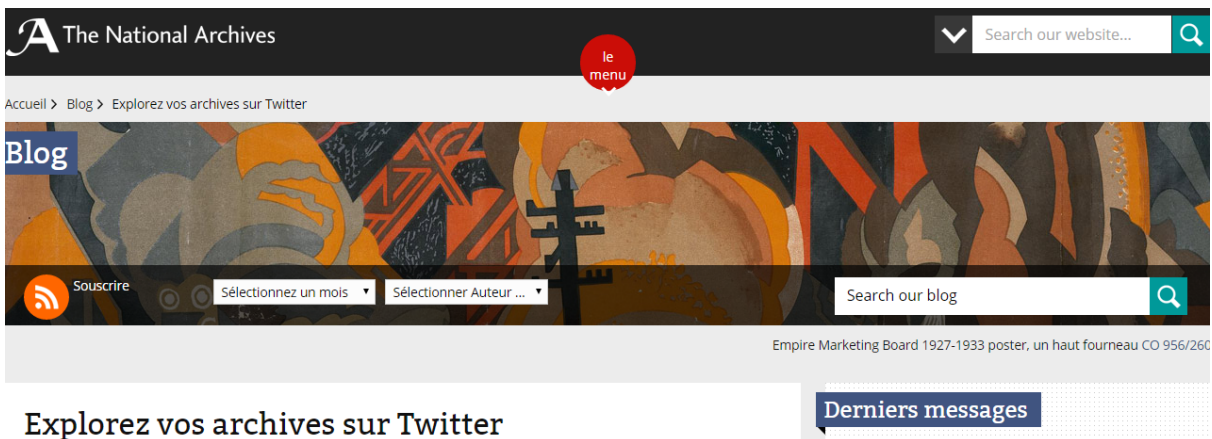 The National Archives
Search our website...
le
menu
Accueil > Blog > Explorez vos archives sur Twitter
Blog
Souscrire
Sélectionnez un mois
Sélectionner Auteur ...
Search our blog
Empire Marketing Board 1927-1933 poster, un haut fourneau CO 956/260
Explorez vos archives sur Twitter
Derniers messages